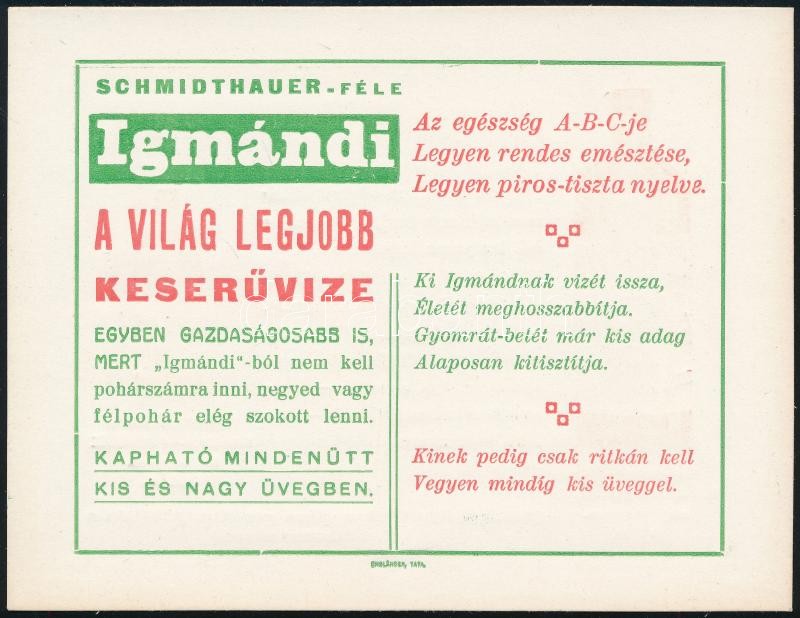 SCHMIDTHAUER-FÉLE
Igmándi
A VILÁG LEGJOBB
KESERŰVIZE
EGYBEN GAZDASÁGOSABB IS,
MERT „Igmándi“-ból nem kell
pohárszámra inni, negyed vagy
félpohár elég szokott lenni.
KAPHATÓ MINDENÜTT
KIS ÉS NAGY ÜVEGBEN.
Az egészség A-B-C-je
Legyen rendes emésztése,
Legyen piros-tiszta nyelve.
Ki Igmándnak vizét issza,
Életét meghosszabbítja.
Gyomrát-belét már kis adag
Alaposan kitisztítja.
Kinek pedig csak ritkán kell
Vegyen mindíg kis üveggel.
ENGLÄNDER, TATA.